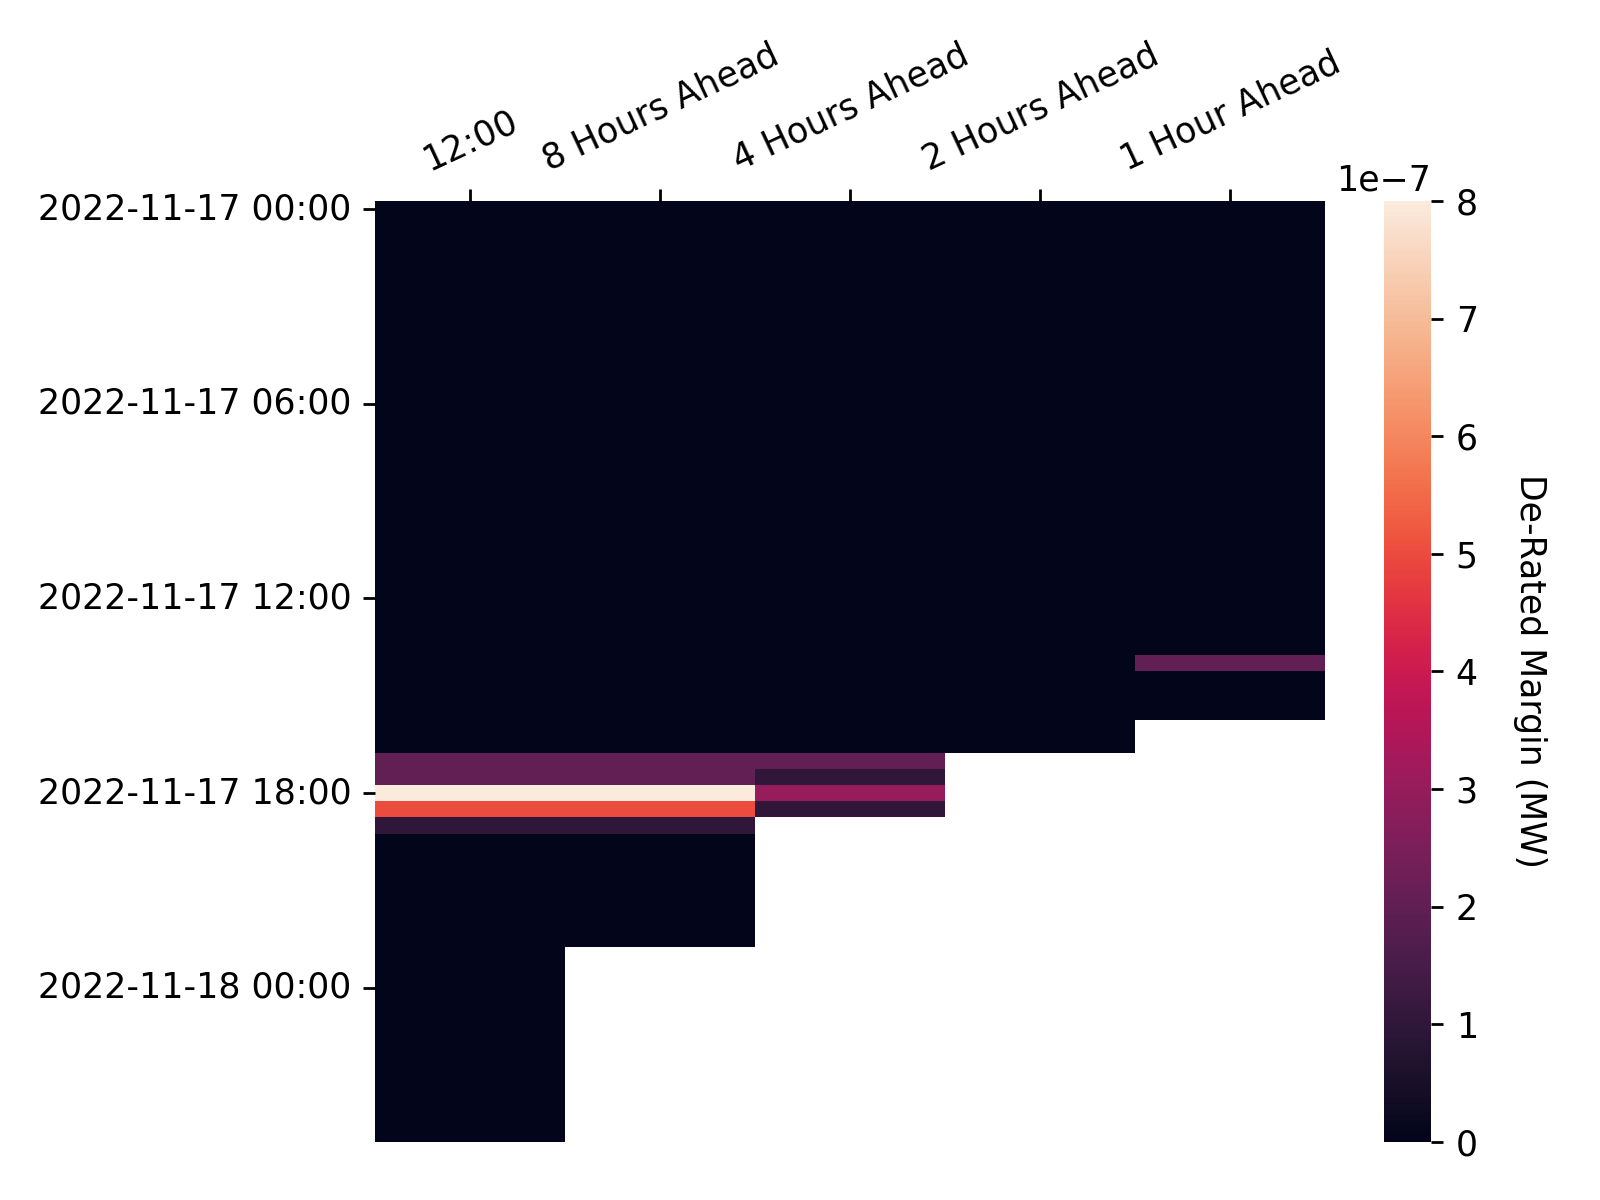 12:00
8 Hours Ahead
4 Hours Ahead
2 Hours Ahead
1 Hour Ahead
2022-11-17 00:00
2022-11-17 06:00
2022-11-17 12:00
2022-11-17 18:00
2022-11-18 00:00
1e−7
8
7
6
5
4
3
2
1
0
De-Rated Margin (MW)